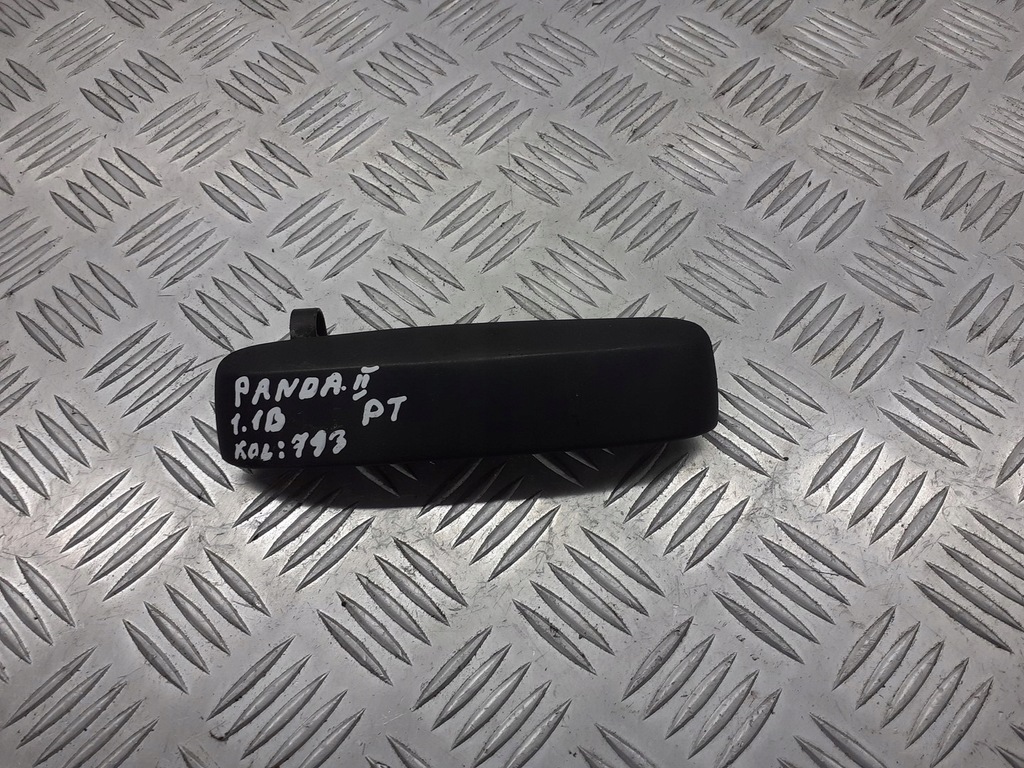 PANDA II
1.1B PT
KOL:793